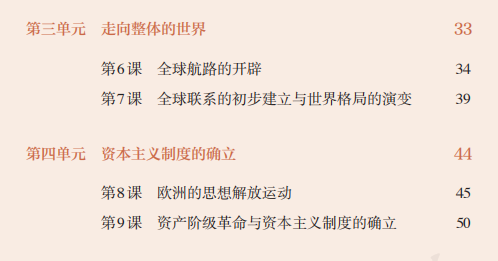 第三单元 走向整体的世界 33
第6课 全球航路的开辟 34
第7课 全球联系的初步建立与世界格局的演变 39
第四单元 资本主义制度的确立 44
第8课 欧洲的思想解放运动 45
第9课 资产阶级革命与资本主义制度的确立 50